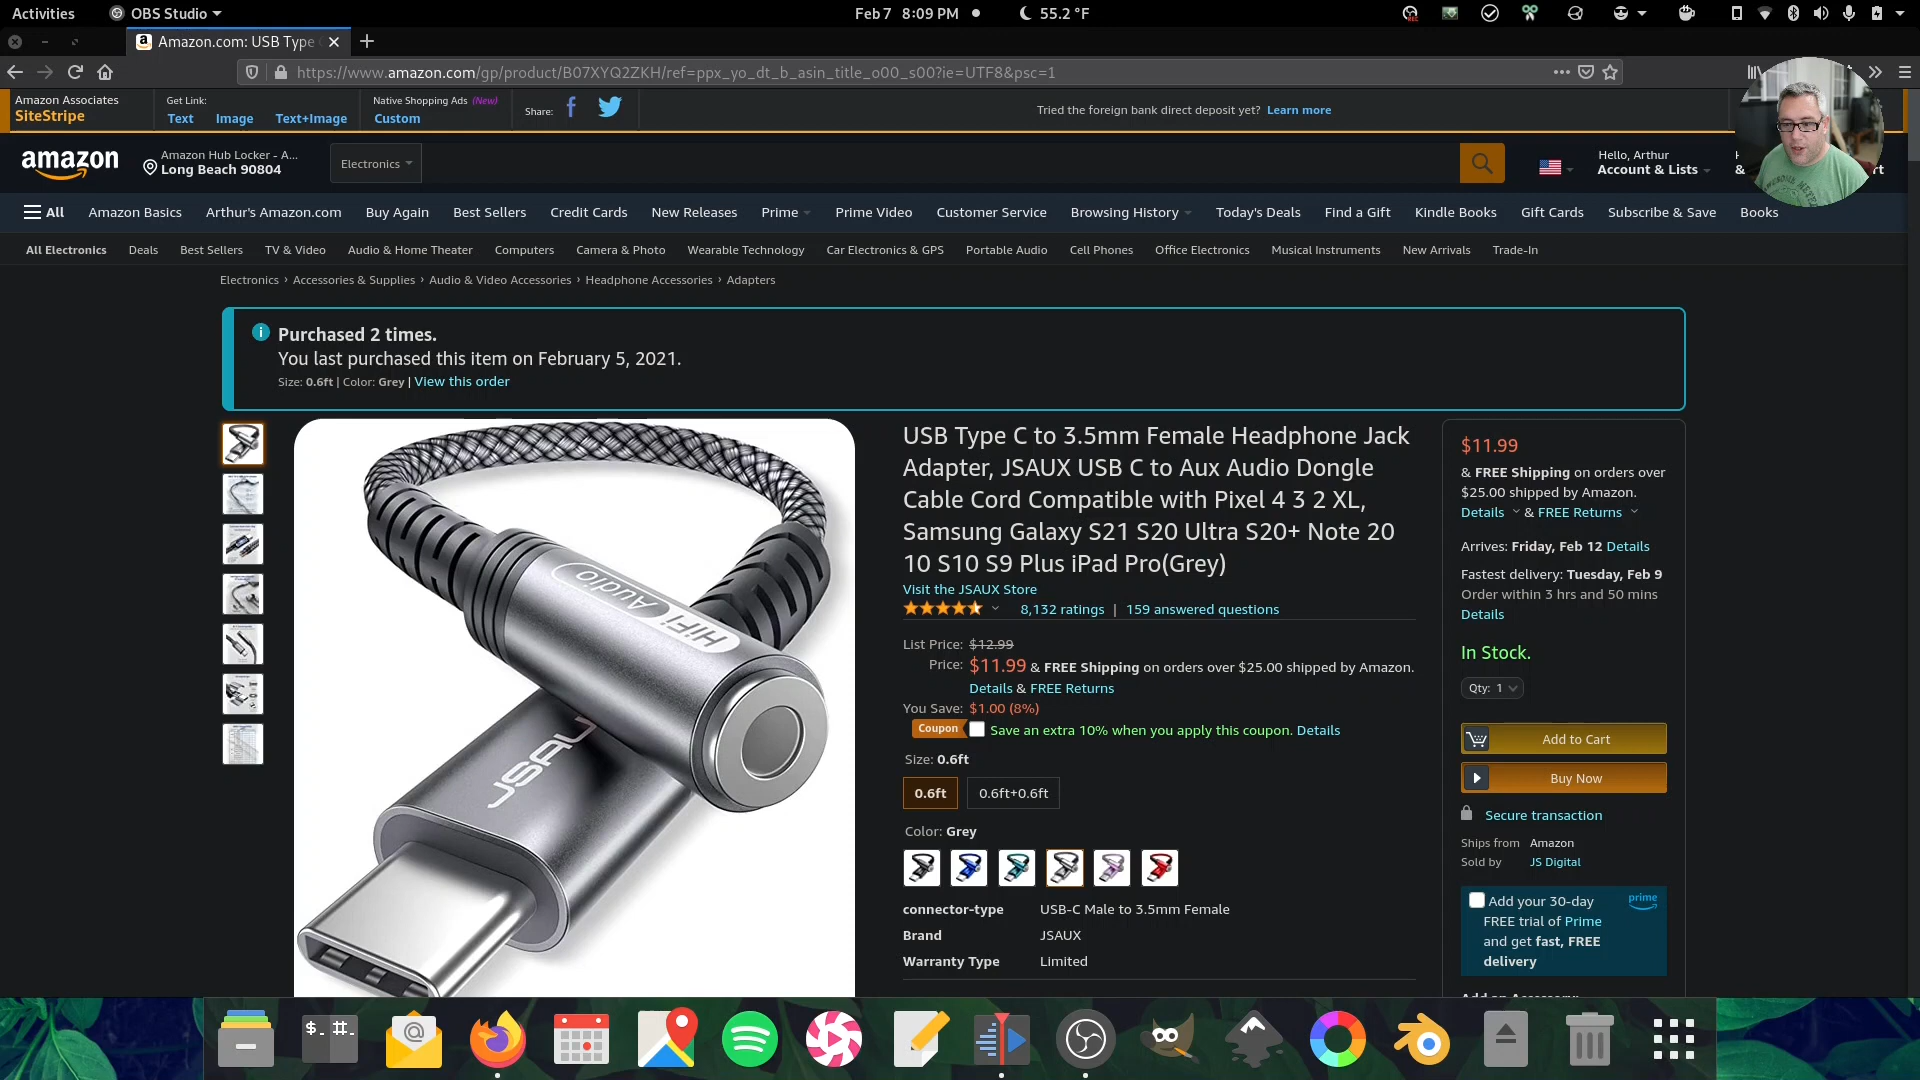 Activities
OBS Studio
Feb 7 8:09 PM
55.2 °F
Amazon.com: USB Type
https://www.amazon.com/gp/product/B07XYQ2ZKH/ref=ppx_yo_dt_b_asin_title_o00_s00?ie=UTF8&psc=1
Amazon Associates
SiteStripe
Get Link:
Text Image Text+Image
Native Shopping Ads (New)
Custom
Share:
Tried the foreign bank direct deposit yet? Learn more
amazon
Amazon Hub Locker - A...
Long Beach 90804
Electronics
Hello, Arthur
Account & Lists
All Amazon Basics Arthur's Amazon.com Buy Again Best Sellers Credit Cards New Releases Prime Prime Video Customer Service Browsing History Today's Deals Find a Gift Kindle Books Gift Cards Subscribe & Save Books
All Electronics Deals Best Sellers TV & Video Audio & Home Theater Computers Camera & Photo Wearable Technology Car Electronics & GPS Portable Audio Cell Phones Office Electronics Musical Instruments New Arrivals Trade-In
Electronics › Accessories & Supplies › Audio & Video Accessories › Headphone Accessories › Adapters
Purchased 2 times.
You last purchased this item on February 5, 2021.
Size: 0.6ft | Color: Grey | View this order
HiFi Audio
JSAU
USB Type C to 3.5mm Female Headphone Jack
Adapter, JSAUX USB C to Aux Audio Dongle
Cable Cord Compatible with Pixel 4 3 2 XL,
Samsung Galaxy S21 S20 Ultra S20+ Note 20
10 S10 S9 Plus iPad Pro(Grey)
Visit the JSAUX Store
8,132 ratings | 159 answered questions
List Price: $12.99
Price: $11.99 & FREE Shipping on orders over $25.00 shipped by Amazon.
Details & FREE Returns
You Save: $1.00 (8%)
Coupon Save an extra 10% when you apply this coupon. Details
Size: 0.6ft
0.6ft 0.6ft+0.6ft
Color: Grey
connector-type USB-C Male to 3.5mm Female
Brand JSAUX
Warranty Type Limited
$11.99
& FREE Shipping on orders over
$25.00 shipped by Amazon.
Details & FREE Returns
Arrives: Friday, Feb 12 Details
Fastest delivery: Tuesday, Feb 9
Order within 3 hrs and 50 mins
Details
In Stock.
Qty: 1
Add to Cart
Buy Now
Secure transaction
Ships from Amazon
Sold by JS Digital
Add your 30-day
FREE trial of Prime
and get fast, FREE
delivery
prime
$. #.